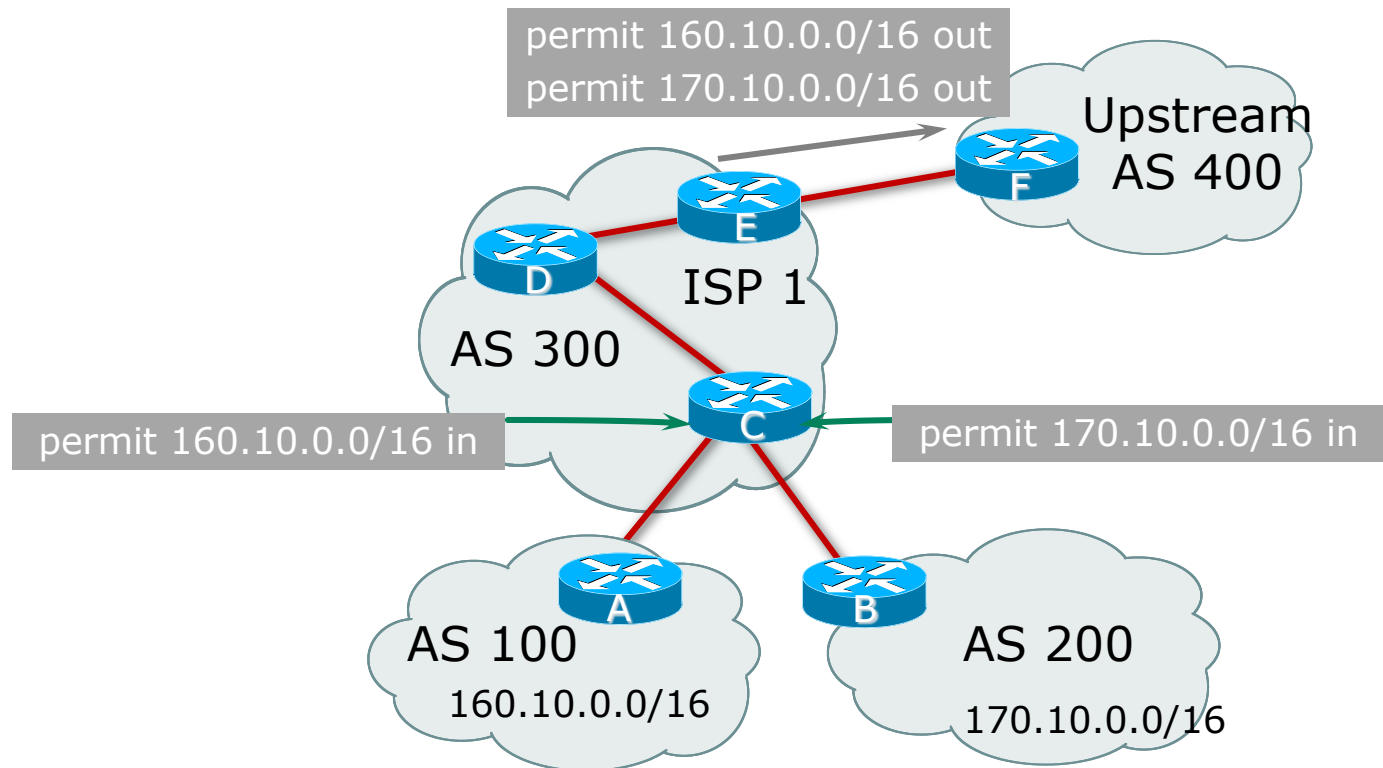 permit 160.10.0.0/16 out
permit 170.10.0.0/16 out
Upstream
AS 400
F
E
D
ISP 1
AS 300
C
permit 160.10.0.0/16 in
permit 170.10.0.0/16 in
A
B
AS 100
160.10.0.0/16
AS 200
170.10.0.0/16